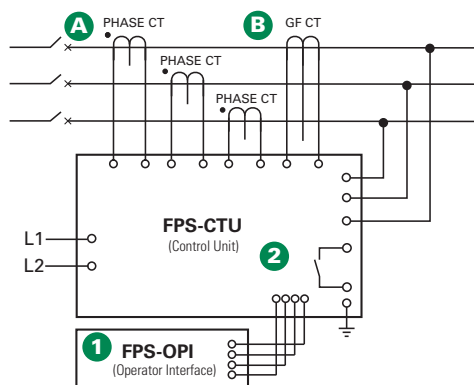 A PHASE CT
B GF CT
PHASE CT
PHASE CT
FPS-CTU
(Control Unit)
L1
L2
2
1
FPS-OPI
(Operator Interface)